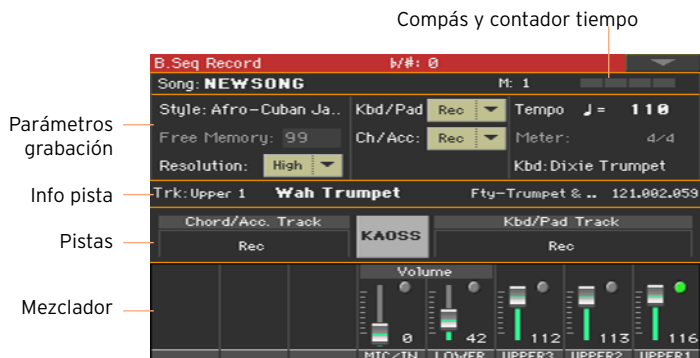 Compás y contador tiempo
B.Seq Record ♭/#: 0
Song: NEWSONG M: 1
Style: Afro-Cuban Ja.. Kbd/Pad Rec Tempo ♩ = 110
Parámetros grabación
Free Memory: 99 Ch/Acc: Rec Meter: 4/4
Resolution: High Kbd: Dixie Trumpet
Info pista
Trk: Upper 1 Wah Trumpet Fty-Trumpet & .. 121.002.059
Pistas
Chord/Acc. Track KAOSS Kbd/Pad Track
Rec Rec
Mezclador
Volume
0 42 112 113 116
MIC/IN LOWER UPPER3 UPPER2 UPPER1